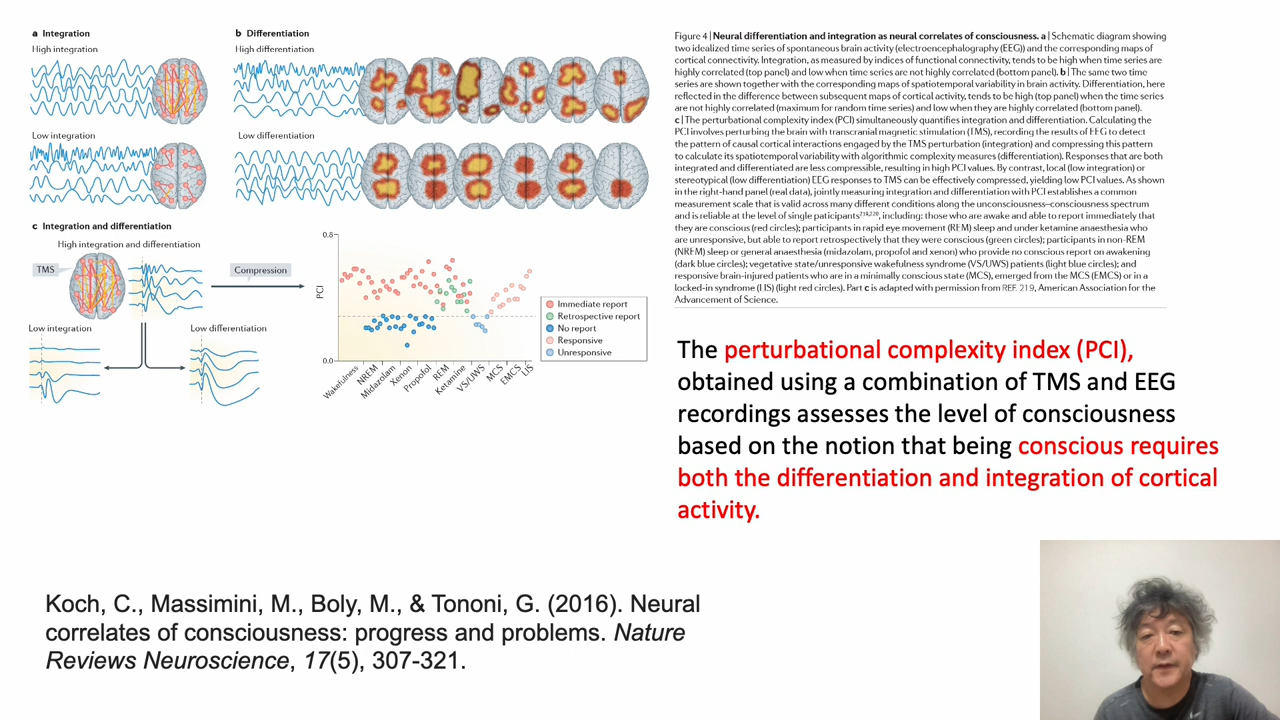 a Integration
High integration
Low integration
b Differentiation
High differentiation
Low differentiation
c Integration and differentiation
High integration and differentiation
TMS
Compression
Low integration
Low differentiation
0.8
PCI
0.0
Wakefulness
NREM
Midazolam
Xenon
Propofol
REM
Ketamine
VS/UWS
MCS
EMCS
LIS
Immediate report
Retrospective report
No report
Responsive
Unresponsive
Figure 4 | Neural differentiation and integration as neural correlates of consciousness. a | Schematic diagram showing
two idealized time series of spontaneous brain activity (electroencephalography (EEG)) and the corresponding maps of
cortical connectivity. Integration, as measured by indices of functional connectivity, tends to be high when time series are
highly correlated (top panel) and low when time series are not highly correlated (bottom panel). b | The same two time
series are shown together with the corresponding maps of spatiotemporal variability in brain activity. Differentiation, here
reflected in the difference between subsequent maps of cortical activity, tends to be high (top panel) when the time series
are not highly correlated (maximum for random time series) and low when they are highly correlated (bottom panel).
c | The perturbational complexity index (PCI) simultaneously quantifies integration and differentiation. Calculating the
PCI involves perturbing the brain with transcranial magnetic stimulation (TMS), recording the results of EEG to detect
the pattern of causal cortical interactions engaged by the TMS perturbation (integration) and compressing this pattern
to calculate its spatiotemporal variability with algorithmic complexity measures (differentiation). Responses that are both
integrated and differentiated are less compressible, resulting in high PCI values. By contrast, local (low integration) or
stereotypical (low differentiation) EEG responses to TMS can be effectively compressed, yielding low PCI values. As shown
in the right-hand panel (real data), jointly measuring integration and differentiation with PCI establishes a common
measurement scale that is valid across many different conditions along the unconsciousness–consciousness spectrum
and is reliable at the level of single paticipants219,220, including: those who are awake and able to report immediately that
they are conscious (red circles); participants in rapid eye movement (REM) sleep and under ketamine anaesthesia who
are unresponsive, but able to report retrospectively that they were conscious (green circles); participants in non-REM
(NREM) sleep or general anaesthesia (midazolam, propofol and xenon) who provide no conscious report on awakening
(dark blue circles); vegetative state/unresponsive wakefulness syndrome (VS/UWS) patients (light blue circles); and
responsive brain-injured patients who are in a minimally conscious state (MCS), emerged from the MCS (EMCS) or in a
locked-in syndrome (LIS) (light red circles). Part c is adapted with permission from REF. 219, American Association for the
Advancement of Science.
The perturbational complexity index (PCI),
obtained using a combination of TMS and EEG
recordings assesses the level of consciousness
based on the notion that being conscious requires
both the differentiation and integration of cortical
activity.
Koch, C., Massimini, M., Boly, M., & Tononi, G. (2016). Neural
correlates of consciousness: progress and problems. Nature
Reviews Neuroscience, 17(5), 307-321.